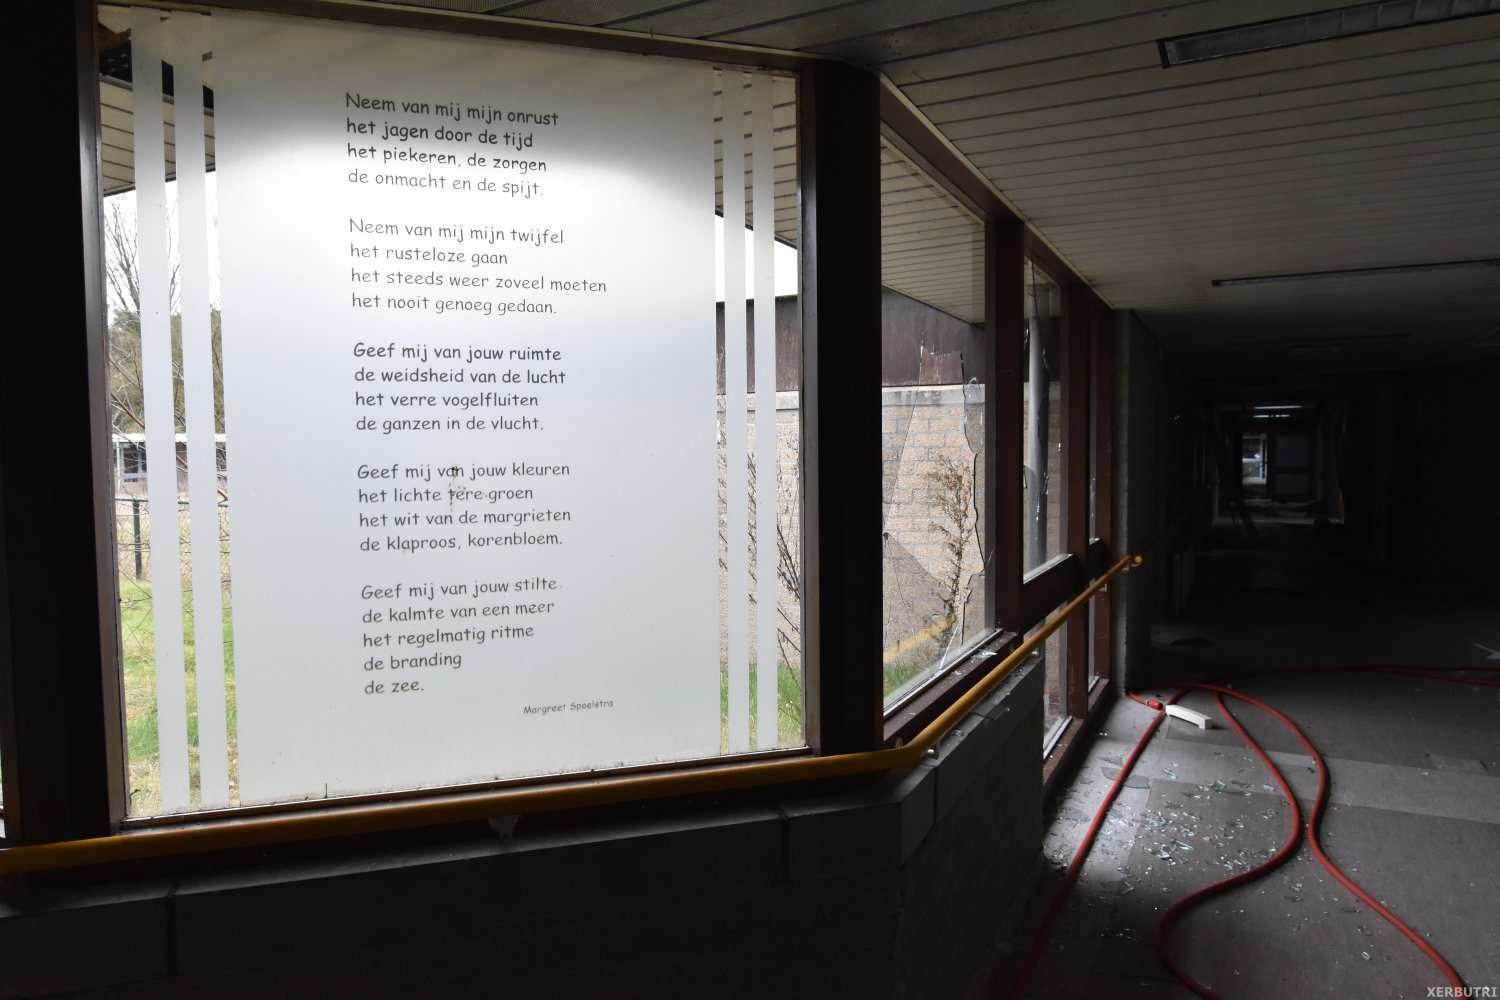 Neem van mij mijn onrust
het jagen door de tijd
het piekeren, de zorgen
de onmacht en de spijt.
Neem van mij mijn twijfel
het rusteloze gaan
het steeds weer zoveel moeten
het nooit genoeg gedaan.
Geef mij van jouw ruimte
de weidsheid van de lucht
het verre vogelfluiten
de ganzen in de vlucht.
Geef mij van jouw kleuren
het lichte tere groen
het wit van de margrieten
de klaproos, korenbloem.
Geef mij van jouw stilte.
de kalmte van een meer
het regelmatig ritme
de branding
de zee.
Margreet Spoelstra
XERBUTRI